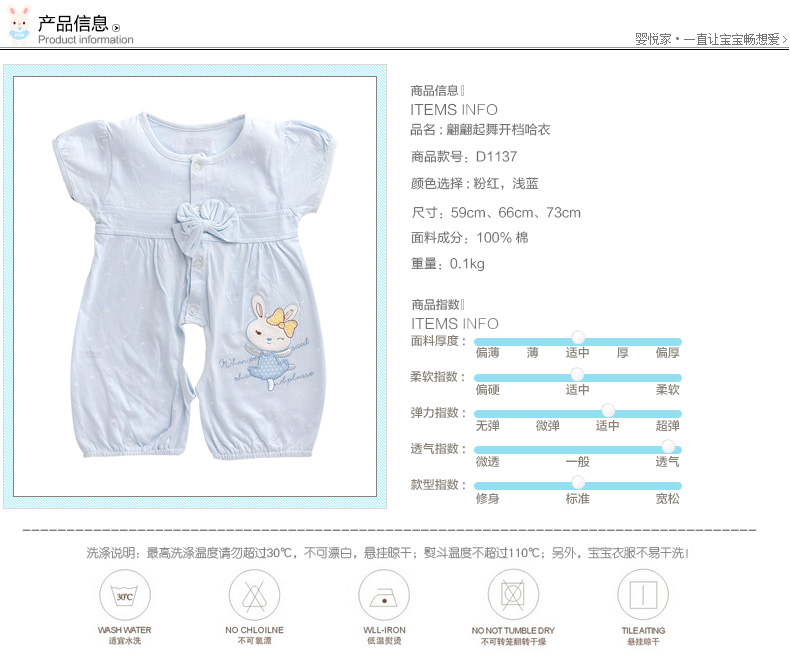 产品信息
Product information
婴悦家·一直让宝宝畅想爱>
商品信息
ITEMS INFO
品名:翩翩起舞开档哈衣
商品款号:D1137
颜色选择:粉红,浅蓝
尺寸:59cm、66cm、73cm
面料成分:100% 棉
重量:0.1kg
商品指数
ITEMS INFO
面料厚度:
偏薄 薄 适中 厚 偏厚
柔软指数:
偏硬 适中 柔软
弹力指数:
无弹 微弹 适中 超弹
透气指数:
微透 一般 透气
款型指数:
修身 标准 宽松
洗涤说明:最高洗涤温度请勿超过30℃,不可漂白,悬挂晾干;熨斗温度不超过110℃;另外,宝宝衣服不易干洗!
30℃
WASH WATER
适宜水洗
NO CHLOILNE
不可氯漂
WLL-IRON
低温熨烫
NO NOT TUMBLE DRY
不可转笼翻转干燥
TILEAITING
悬挂晾干